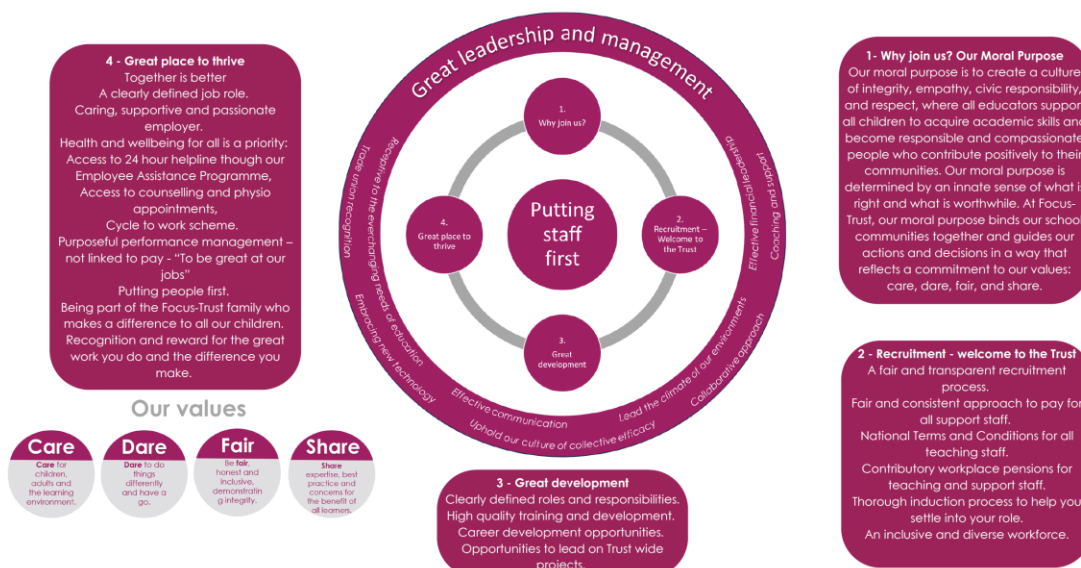 4 - Great place to thrive
Together is better
A clearly defined job role.
Caring, supportive and passionate
employer.
Health and wellbeing for all is a priority:
Access to 24 hour helpline though our
Employee Assistance Programme,
Access to counselling and physio
appointments,
Cycle to work scheme.
Purposeful performance management –
not linked to pay - “To be great at our
jobs”
Putting people first.
Being part of the Focus-Trust family who
makes a difference to all our children.
Recognition and reward for the great
work you do and the difference you
make.
Our values
Care
Care for
children,
adults and
the learning
environment.
Dare
Dare to do
things
differently
and have a
go.
Fair
Be fair,
honest and
inclusive,
demonstratin
g integrity.
Share
Share
expertise, best
practice and
concerns for
the benefit of
all learners.
Great leadership and management
Trade union recognition
Receptive to the everchanging needs of education
Embracing new technology
Effective communication
Uphold our culture of collective efficacy
Lead the climate of our environments
Collaborative approach
Effective financial leadership
Coaching and support
1.
Why join us?
2.
Recruitment –
Welcome to
the Trust
3.
Great
development
4.
Great place to
thrive
Putting
staff
first
3 - Great development
Clearly defined roles and responsibilities.
High quality training and development.
Career development opportunities.
Opportunities to lead on Trust wide
projects.
1- Why join us? Our Moral Purpose
Our moral purpose is to create a culture
of integrity, empathy, civic responsibility,
and respect, where all educators support
all children to acquire academic skills and
become responsible and compassionate
people who contribute positively to their
communities. Our moral purpose is
determined by an innate sense of what is
right and what is worthwhile. At Focus-
Trust, our moral purpose binds our school
communities together and guides our
actions and decisions in a way that
reflects a commitment to our values:
care, dare, fair, and share.
2 - Recruitment - welcome to the Trust
A fair and transparent recruitment
process.
Fair and consistent approach to pay for
all support staff.
National Terms and Conditions for all
teaching staff.
Contributory workplace pensions for
teaching and support staff.
Thorough induction process to help you
settle into your role.
An inclusive and diverse workforce.